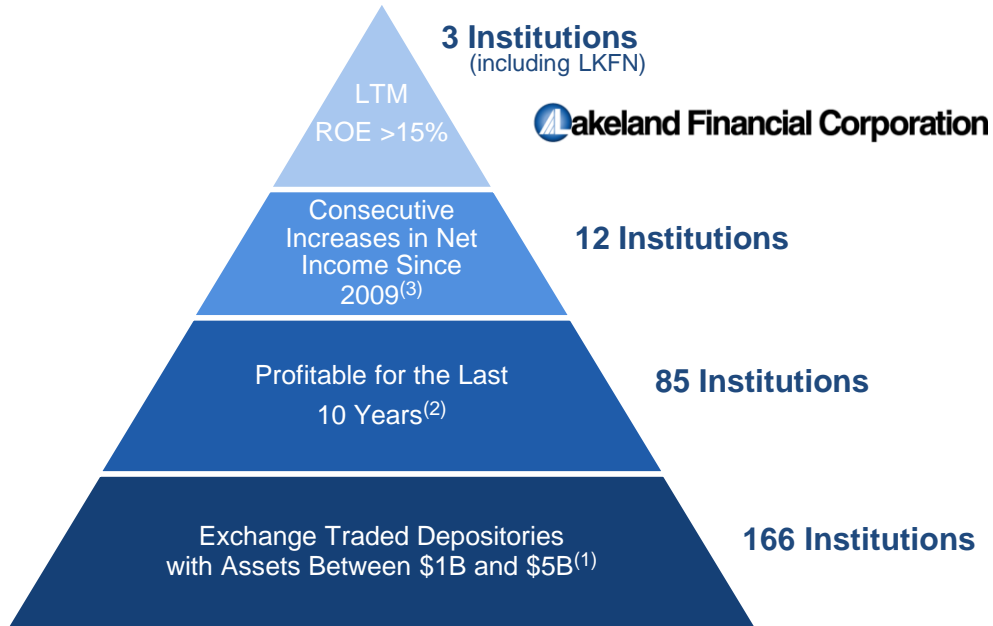 3 Institutions
(including LKFN)
LTM
ROE >15%
Lakeland Financial Corporation
Consecutive
Increases in Net
Income Since
2009(3)
12 Institutions
Profitable for the Last
10 Years(2)
85 Institutions
Exchange Traded Depositories
with Assets Between $1B and $5B(1)
166 Institutions